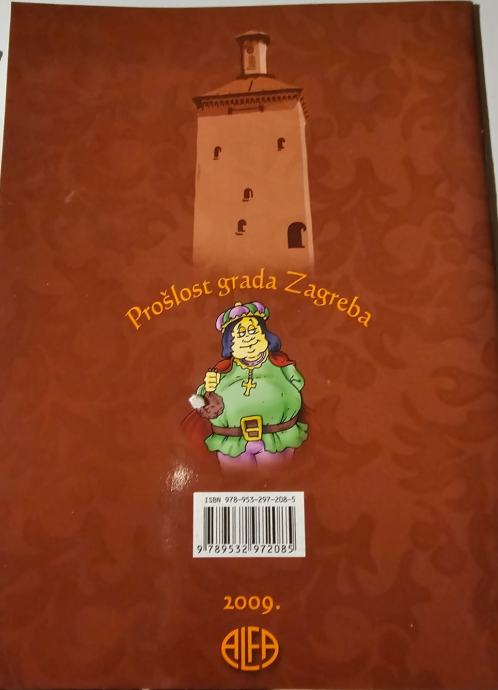 Prošlost grada Zagreba
ISBN 978-953-297-208-5
9 789532 972085
2009.
ALFA